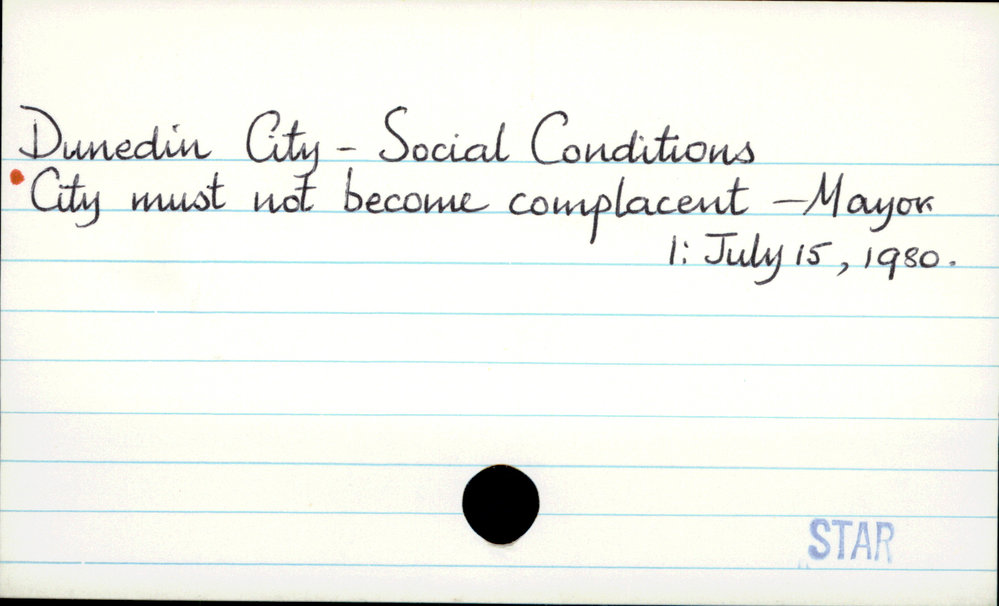 Dunedin City - Social Conditions
City must not become complacent - Mayor
1: July 15, 1980.
STAR